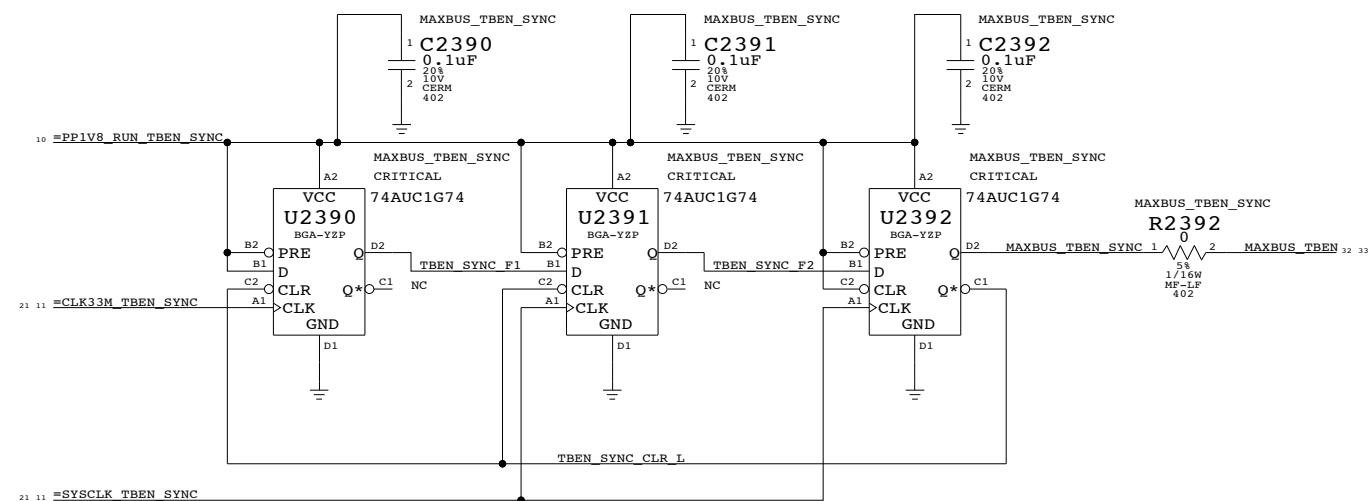 MAXBUS_TBEN_SYNC MAXBUS_TBEN_SYNC MAXBUS_TBEN_SYNC
1 C2390 1 C2391 1 C2392
0.1uF 0.1uF 0.1uF
20% 20% 20%
2 10V 2 10V 2 10V
CERM CERM CERM
402 402 402
10 =PP1V8_RUN_TBEN_SYNC
MAXBUS_TBEN_SYNC MAXBUS_TBEN_SYNC MAXBUS_TBEN_SYNC
A2 CRITICAL A2 CRITICAL A2 CRITICAL
VCC 74AUC1G74 VCC 74AUC1G74 VCC 74AUC1G74
MAXBUS_TBEN_SYNC
U2390 U2391 U2392 R2392
BGA-YZP BGA-YZP BGA-YZP 0
B2 PRE Q D2 B2 PRE Q D2 B2 PRE Q D2 MAXBUS_TBEN_SYNC 1 2 MAXBUS_TBEN 32 33
B1 D TBEN_SYNC_F1 B1 D TBEN_SYNC_F2 B1 D 5%
1/16W
C2 CLR Q* C1 NC C2 CLR Q* C1 NC C2 CLR Q* C1 MF-LF
402
21 11 =CLK33M_TBEN_SYNC A1 CLK A1 CLK A1 CLK
GND GND GND
D1 D1 D1
TBEN_SYNC_CLR_L
21 11 =SYSCLK_TBEN_SYNC